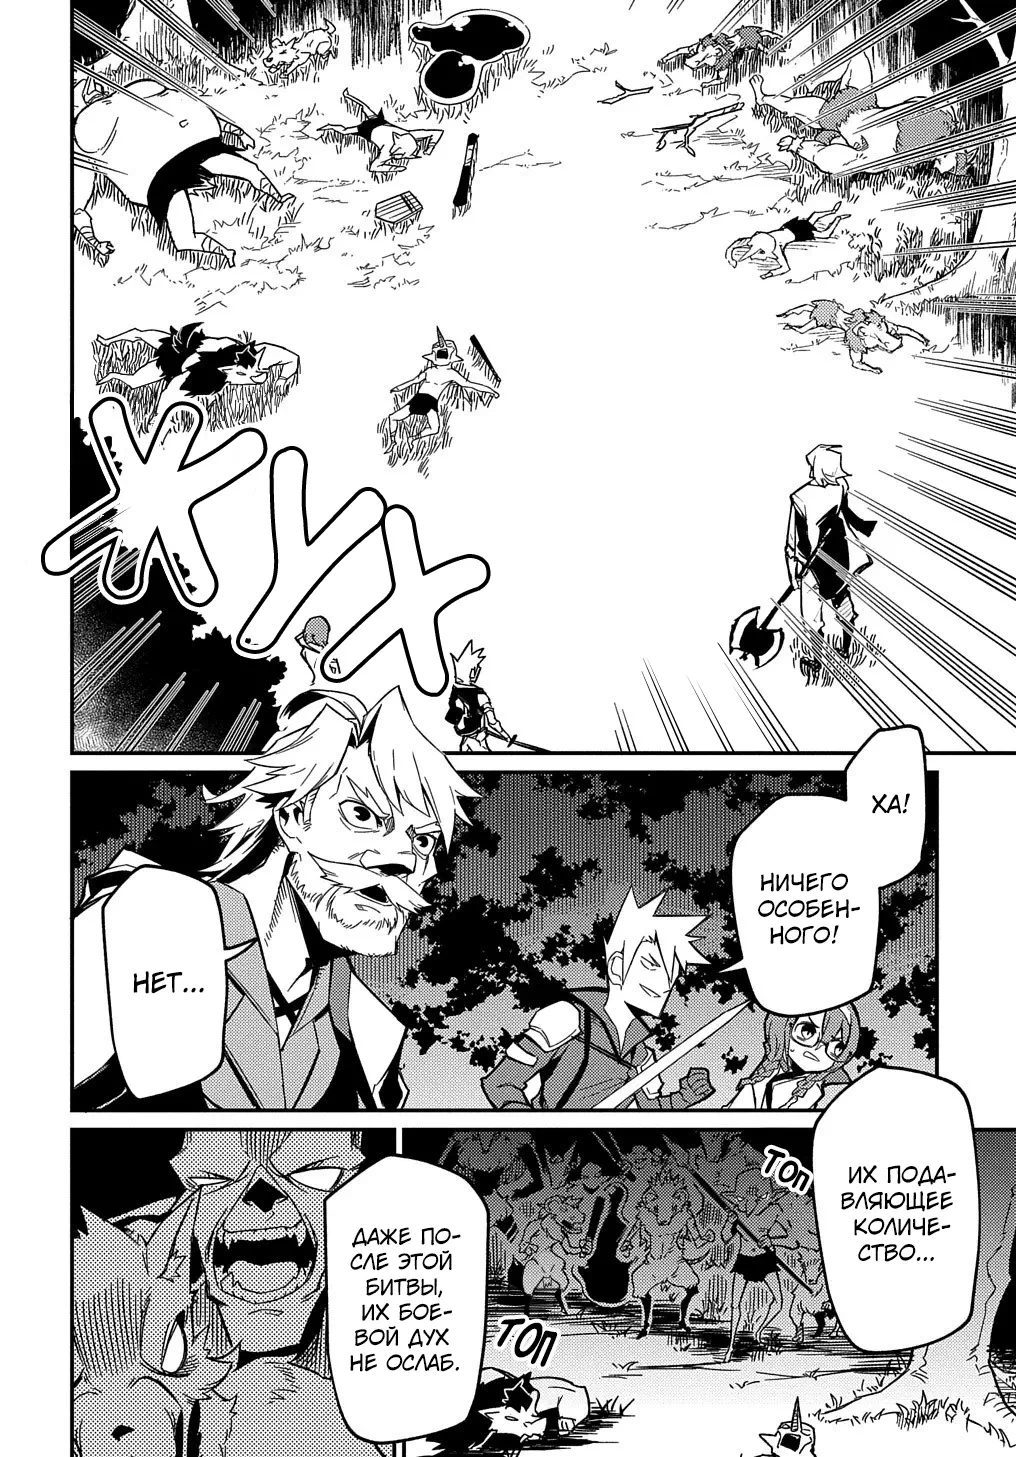 ЖУХ
ХА!
НИЧЕГО
ОСОБЕН-
НОГО!
НЕТ...
ИХ ПОДА-
ВЛЯЮЩЕЕ
КОЛИЧЕ-
СТВО...
ТОП
ТОП
ДАЖЕ ПО-
СЛЕ ЭТОЙ
БИТВЫ,
ИХ БОЕ-
ВОЙ ДУХ
НЕ ОСЛАБ.